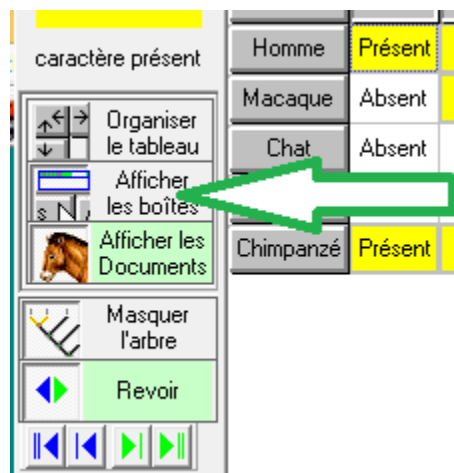 caractère présent
Organiser
le tableau
Afficher
les boîtes
Afficher les
Documents
Masquer
l'arbre
Revoir
Homme Présent
Macaque Absent
Chat Absent
Chimpanzé Présent